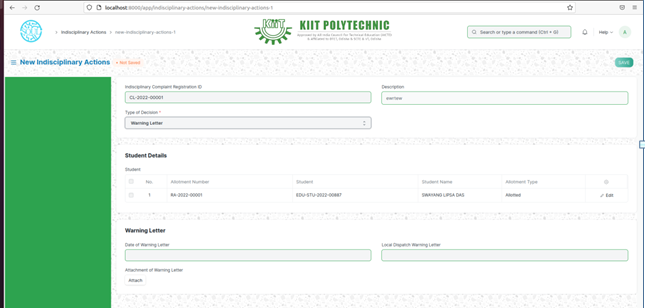 localhost:8000/app/indisciplinary-actions/new-indisciplinary-actions-1
Indisciplinary Actions
new-indisciplinary-actions-1
KIIT POLYTECHNIC
Search or type a command (Ctrl + G)
Help
A
New Indisciplinary Actions
Not Saved
Save
Indisciplinary Complaint Registration ID
Description
CL-2022-00001
Type of Decision *
Warning Letter
Student Details
Student
No.
Allotment Number
Student
Student Name
Allotment Type
1
RA-2022-00001
EDU-STU-2022-00887
SWAYANG LIPSA DAS
Allotted
Edit
Warning Letter
Date of Warning Letter
Local Dispatch Warning Letter
Attachment of Warning Letter
Attach